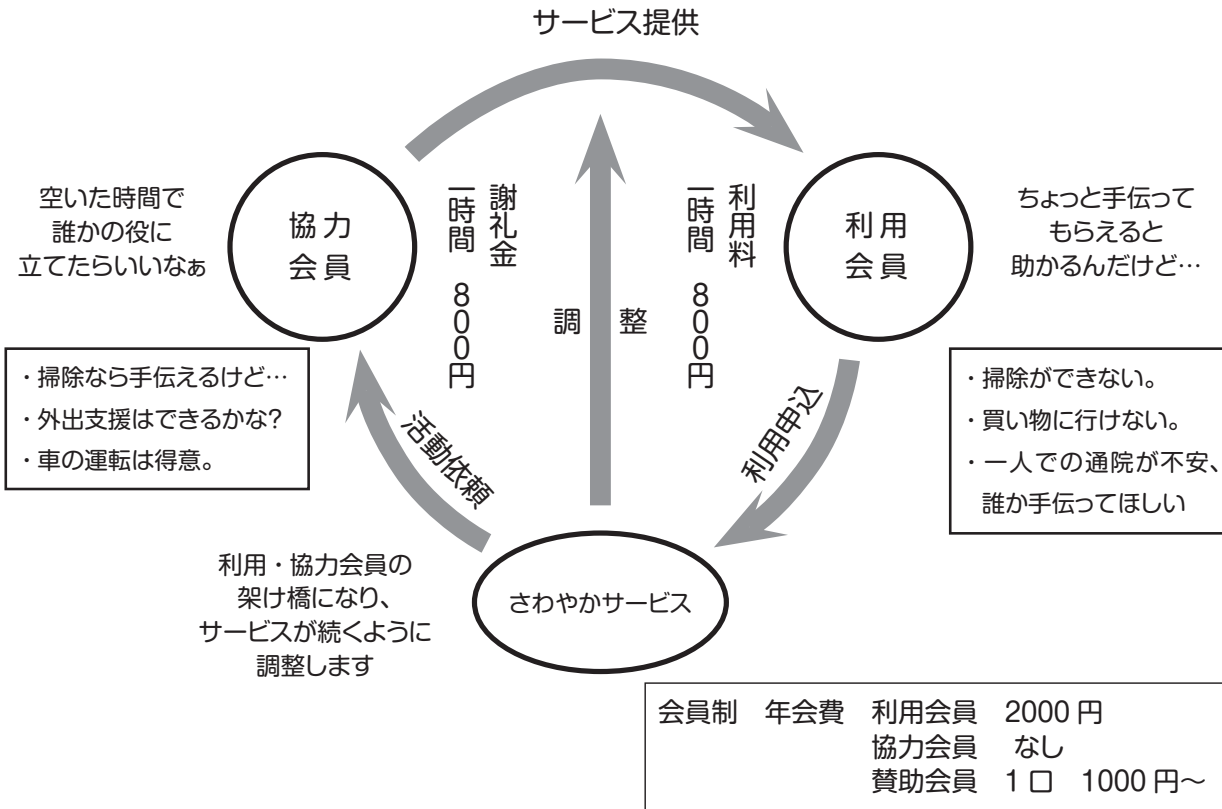 サービス提供
空いた時間で
誰かの役に
立てたらいいなぁ
協力
会員
謝礼金
一時間 800円
調整
利用料
一時間 800円
利用
会員
ちょっと手伝って
もらえると
助かるんだけど…
・掃除なら手伝えるけど…
・外出支援はできるかな?
・車の運転は得意。
活動依頼
利用申込
・掃除ができない。
・買い物に行けない。
・一人での通院が不安、
誰か手伝ってほしい
利用・協力会員の
架け橋になり、
サービスが続くように
調整します
さわやかサービス
会員制 年会費 利用会員 2000円
協力会員 なし
賛助会員 1口 1000円～